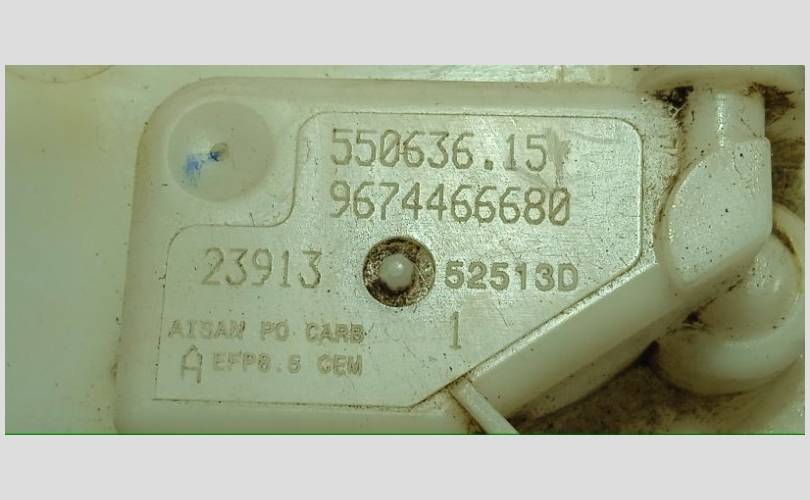 550636.15
9674466680
23913 52513D
AISAN PO CARB 1
A EFP8.5 CEM